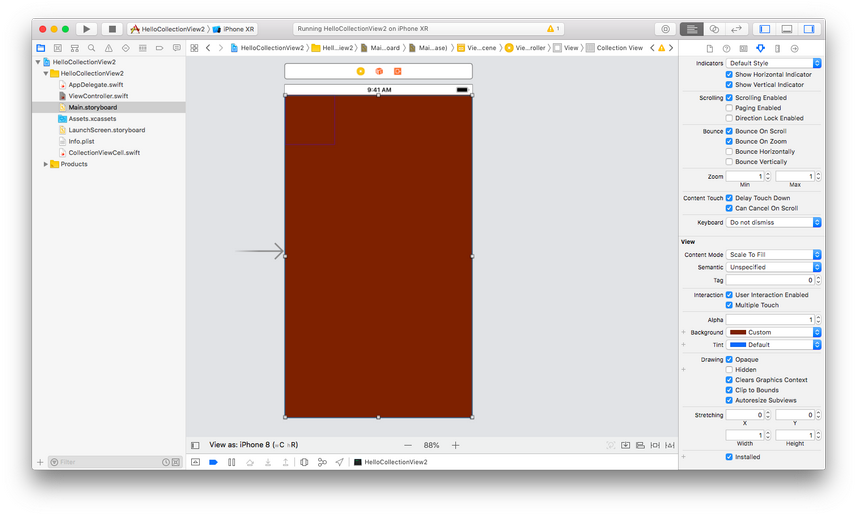 HelloCollectionView2 › iPhone XR
Running HelloCollectionView2 on iPhone XR
1
HelloCollectionView2 › Hell...iew2 › Mai...oard › Mai...ase) › Vie...cene › Vie...roller › View › Collection View
HelloCollectionView2
HelloCollectionView2
AppDelegate.swift
ViewController.swift
Main.storyboard
Assets.xcassets
LaunchScreen.storyboard
Info.plist
CollectionViewCell.swift
Products
Filter
9:41 AM
View as: iPhone 8 (wC hR)
88%
HelloCollectionView2
Indicators Default Style
Show Horizontal Indicator
Show Vertical Indicator
Scrolling Scrolling Enabled
Paging Enabled
Direction Lock Enabled
Bounce Bounce On Scroll
Bounce On Zoom
Bounce Horizontally
Bounce Vertically
Zoom 1 1
Min Max
Content Touch Delay Touch Down
Can Cancel On Scroll
Keyboard Do not dismiss
View
Content Mode Scale To Fill
Semantic Unspecified
Tag 0
Interaction User Interaction Enabled
Multiple Touch
Alpha 1
Background Custom
Tint Default
Drawing Opaque
Hidden
Clears Graphics Context
Clip to Bounds
Autoresize Subviews
Stretching 0 0
X Y
1 1
Width Height
Installed